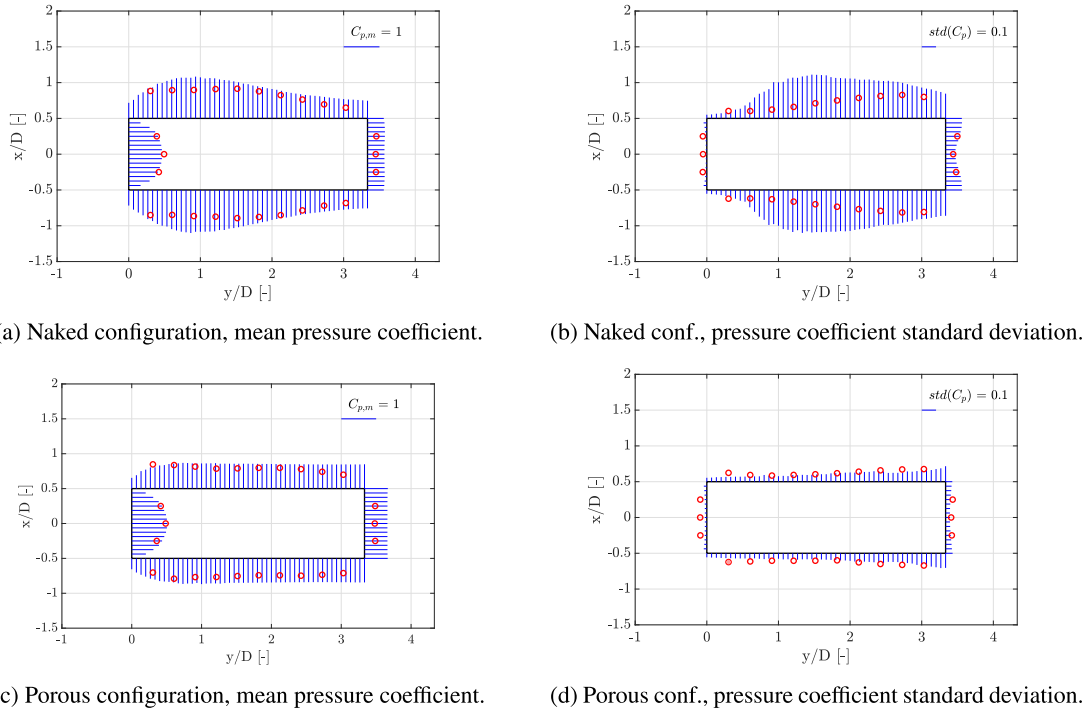 2
1.5
1
0.5
0
-0.5
-1
-1.5
x/D [-]
-1 0 1 2 3 4
y/D [-]
C_{p,m} = 1
(a) Naked configuration, mean pressure coefficient.
2
1.5
1
0.5
0
-0.5
-1
-1.5
x/D [-]
-1 0 1 2 3 4
y/D [-]
std(C_p) = 0.1
(b) Naked conf., pressure coefficient standard deviation.
2
1.5
1
0.5
0
-0.5
-1
-1.5
x/D [-]
-1 0 1 2 3 4
y/D [-]
C_{p,m} = 1
c) Porous configuration, mean pressure coefficient.
2
1.5
1
0.5
0
-0.5
-1
-1.5
x/D [-]
-1 0 1 2 3 4
y/D [-]
std(C_p) = 0.1
(d) Porous conf., pressure coefficient standard deviation.